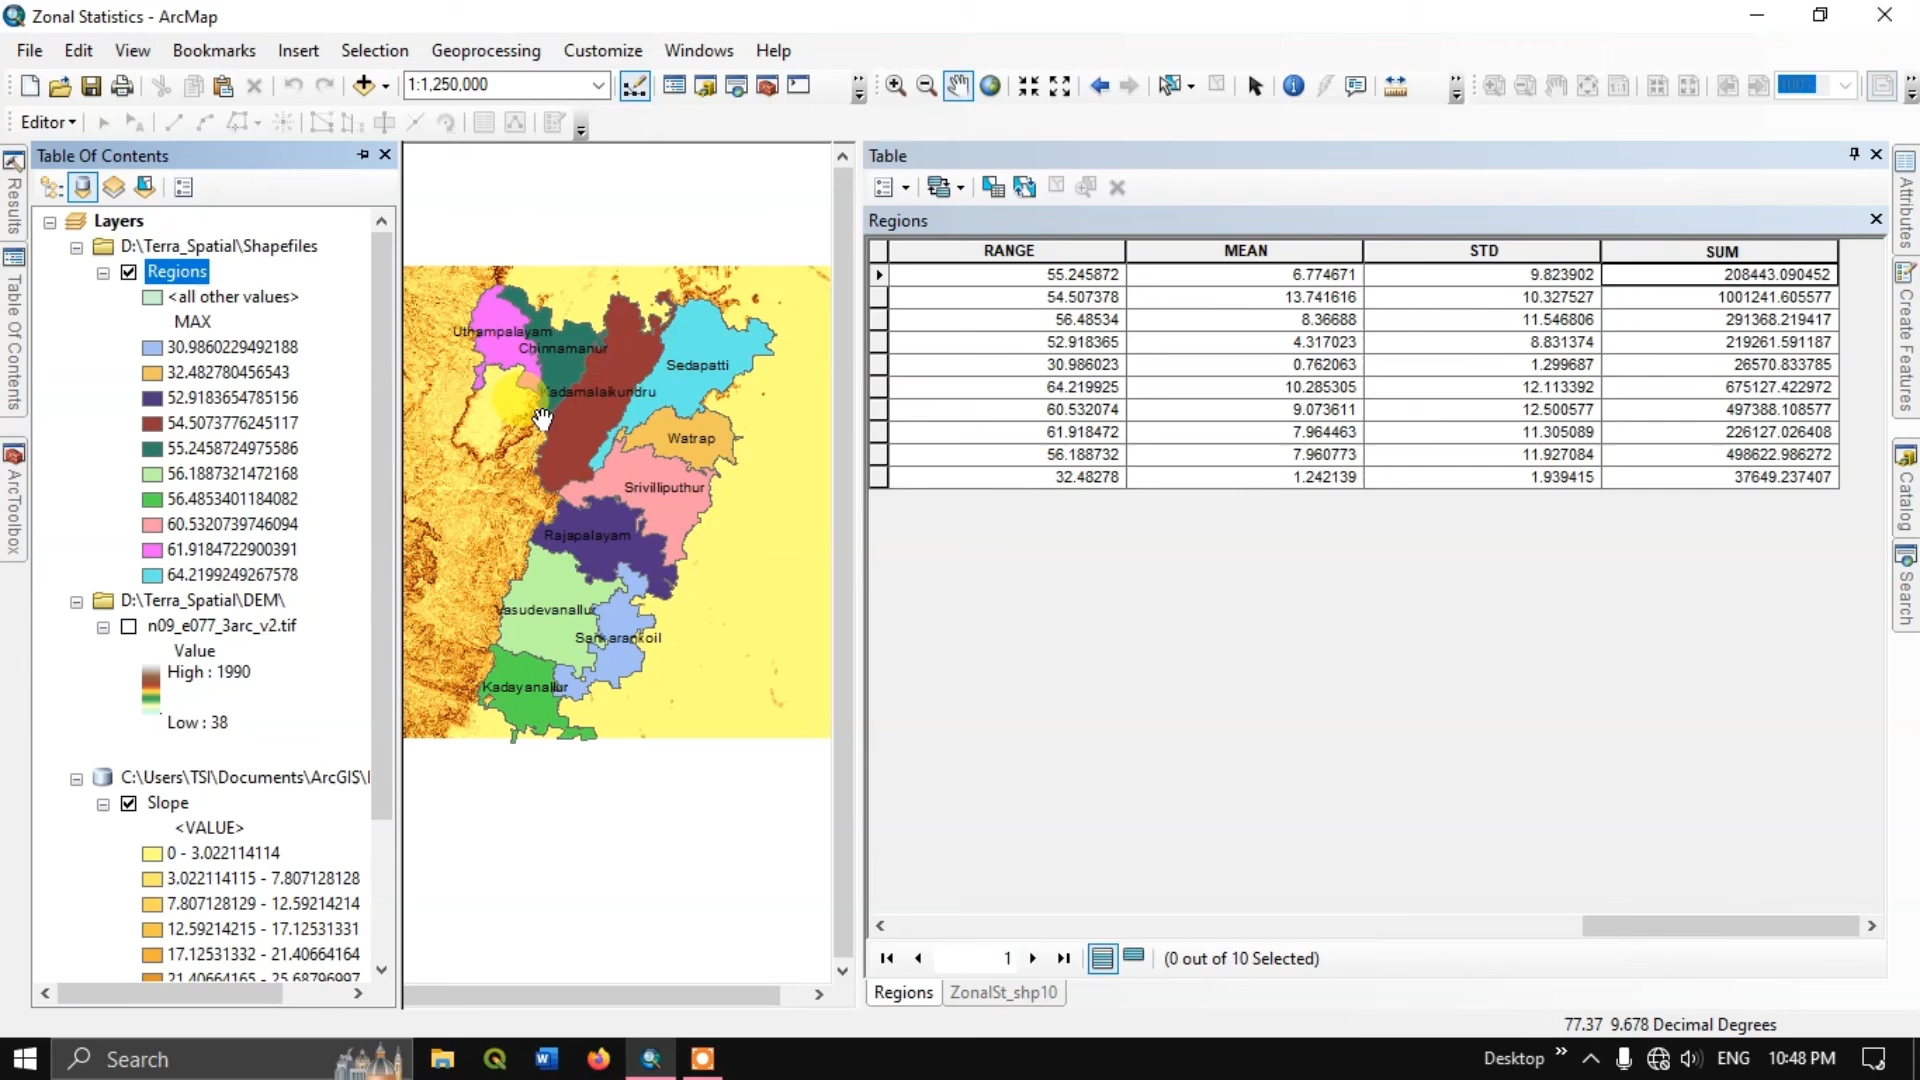 Zonal Statistics - ArcMap
File Edit View Bookmarks Insert Selection Geoprocessing Customize Windows Help
1:1,250,000
100%
Editor
Results
Table Of Contents
ArcToolbox
Table Of Contents
Layers
D:\Terra_Spatial\Shapefiles
Regions
<all other values>
MAX
30.9860229492188
32.482780456543
52.9183654785156
54.5073776245117
55.2458724975586
56.1887321472168
56.4853401184082
60.5320739746094
61.9184722900391
64.2199249267578
D:\Terra_Spatial\DEM\
n09_e077_3arc_v2.tif
Value
High : 1990
Low : 38
C:\Users\TSI\Documents\ArcGIS\
Slope
<VALUE>
0 - 3.022114114
3.022114115 - 7.807128128
7.807128129 - 12.59214214
12.59214215 - 17.12531331
17.12531332 - 21.40664164
21.40664165 - 25.68796997
Uthampalayam
Chinnamanur
Sedapatti
Kadamalaikundru
Watrap
Srivilliputhur
Rajapalayam
Vasudevanallur
Sankarankoil
Kadayanallur
Table
Regions
RANGE MEAN STD SUM
55.245872 6.774671 9.823902 208443.090452
54.507378 13.741616 10.327527 1001241.605577
56.48534 8.36688 11.546806 291368.219417
52.918365 4.317023 8.831374 219261.591187
30.986023 0.762063 1.299687 26570.833785
64.219925 10.285305 12.113392 675127.422972
60.532074 9.073611 12.500577 497388.108577
61.918472 7.964463 11.305089 226127.026408
56.188732 7.960773 11.927084 498622.986272
32.48278 1.242139 1.939415 37649.237407
1 (0 out of 10 Selected)
Regions ZonalSt_shp10
Attributes
Create Features
Catalog
Search
77.37 9.678 Decimal Degrees
Search
Desktop ENG 10:48 PM